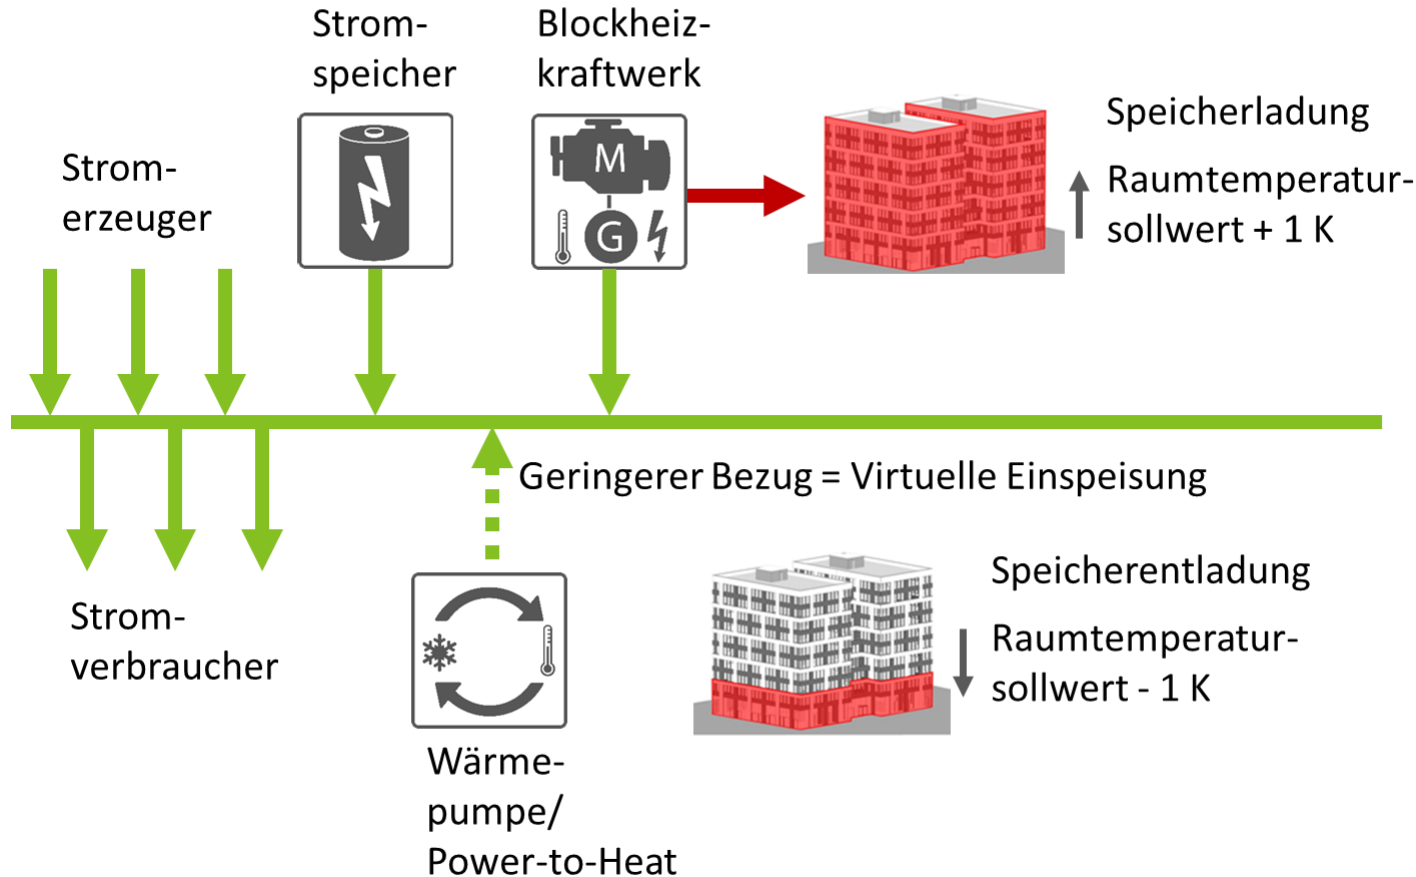 Strom-
speicher
Blockheiz-
kraftwerk
M
G
Speicherladung
Raumtemperatur-
sollwert + 1 K
Strom-
erzeuger
Geringerer Bezug = Virtuelle Einspeisung
Strom-
verbraucher
Speicherentladung
Raumtemperatur-
sollwert - 1 K
Wärme-
pumpe/
Power-to-Heat